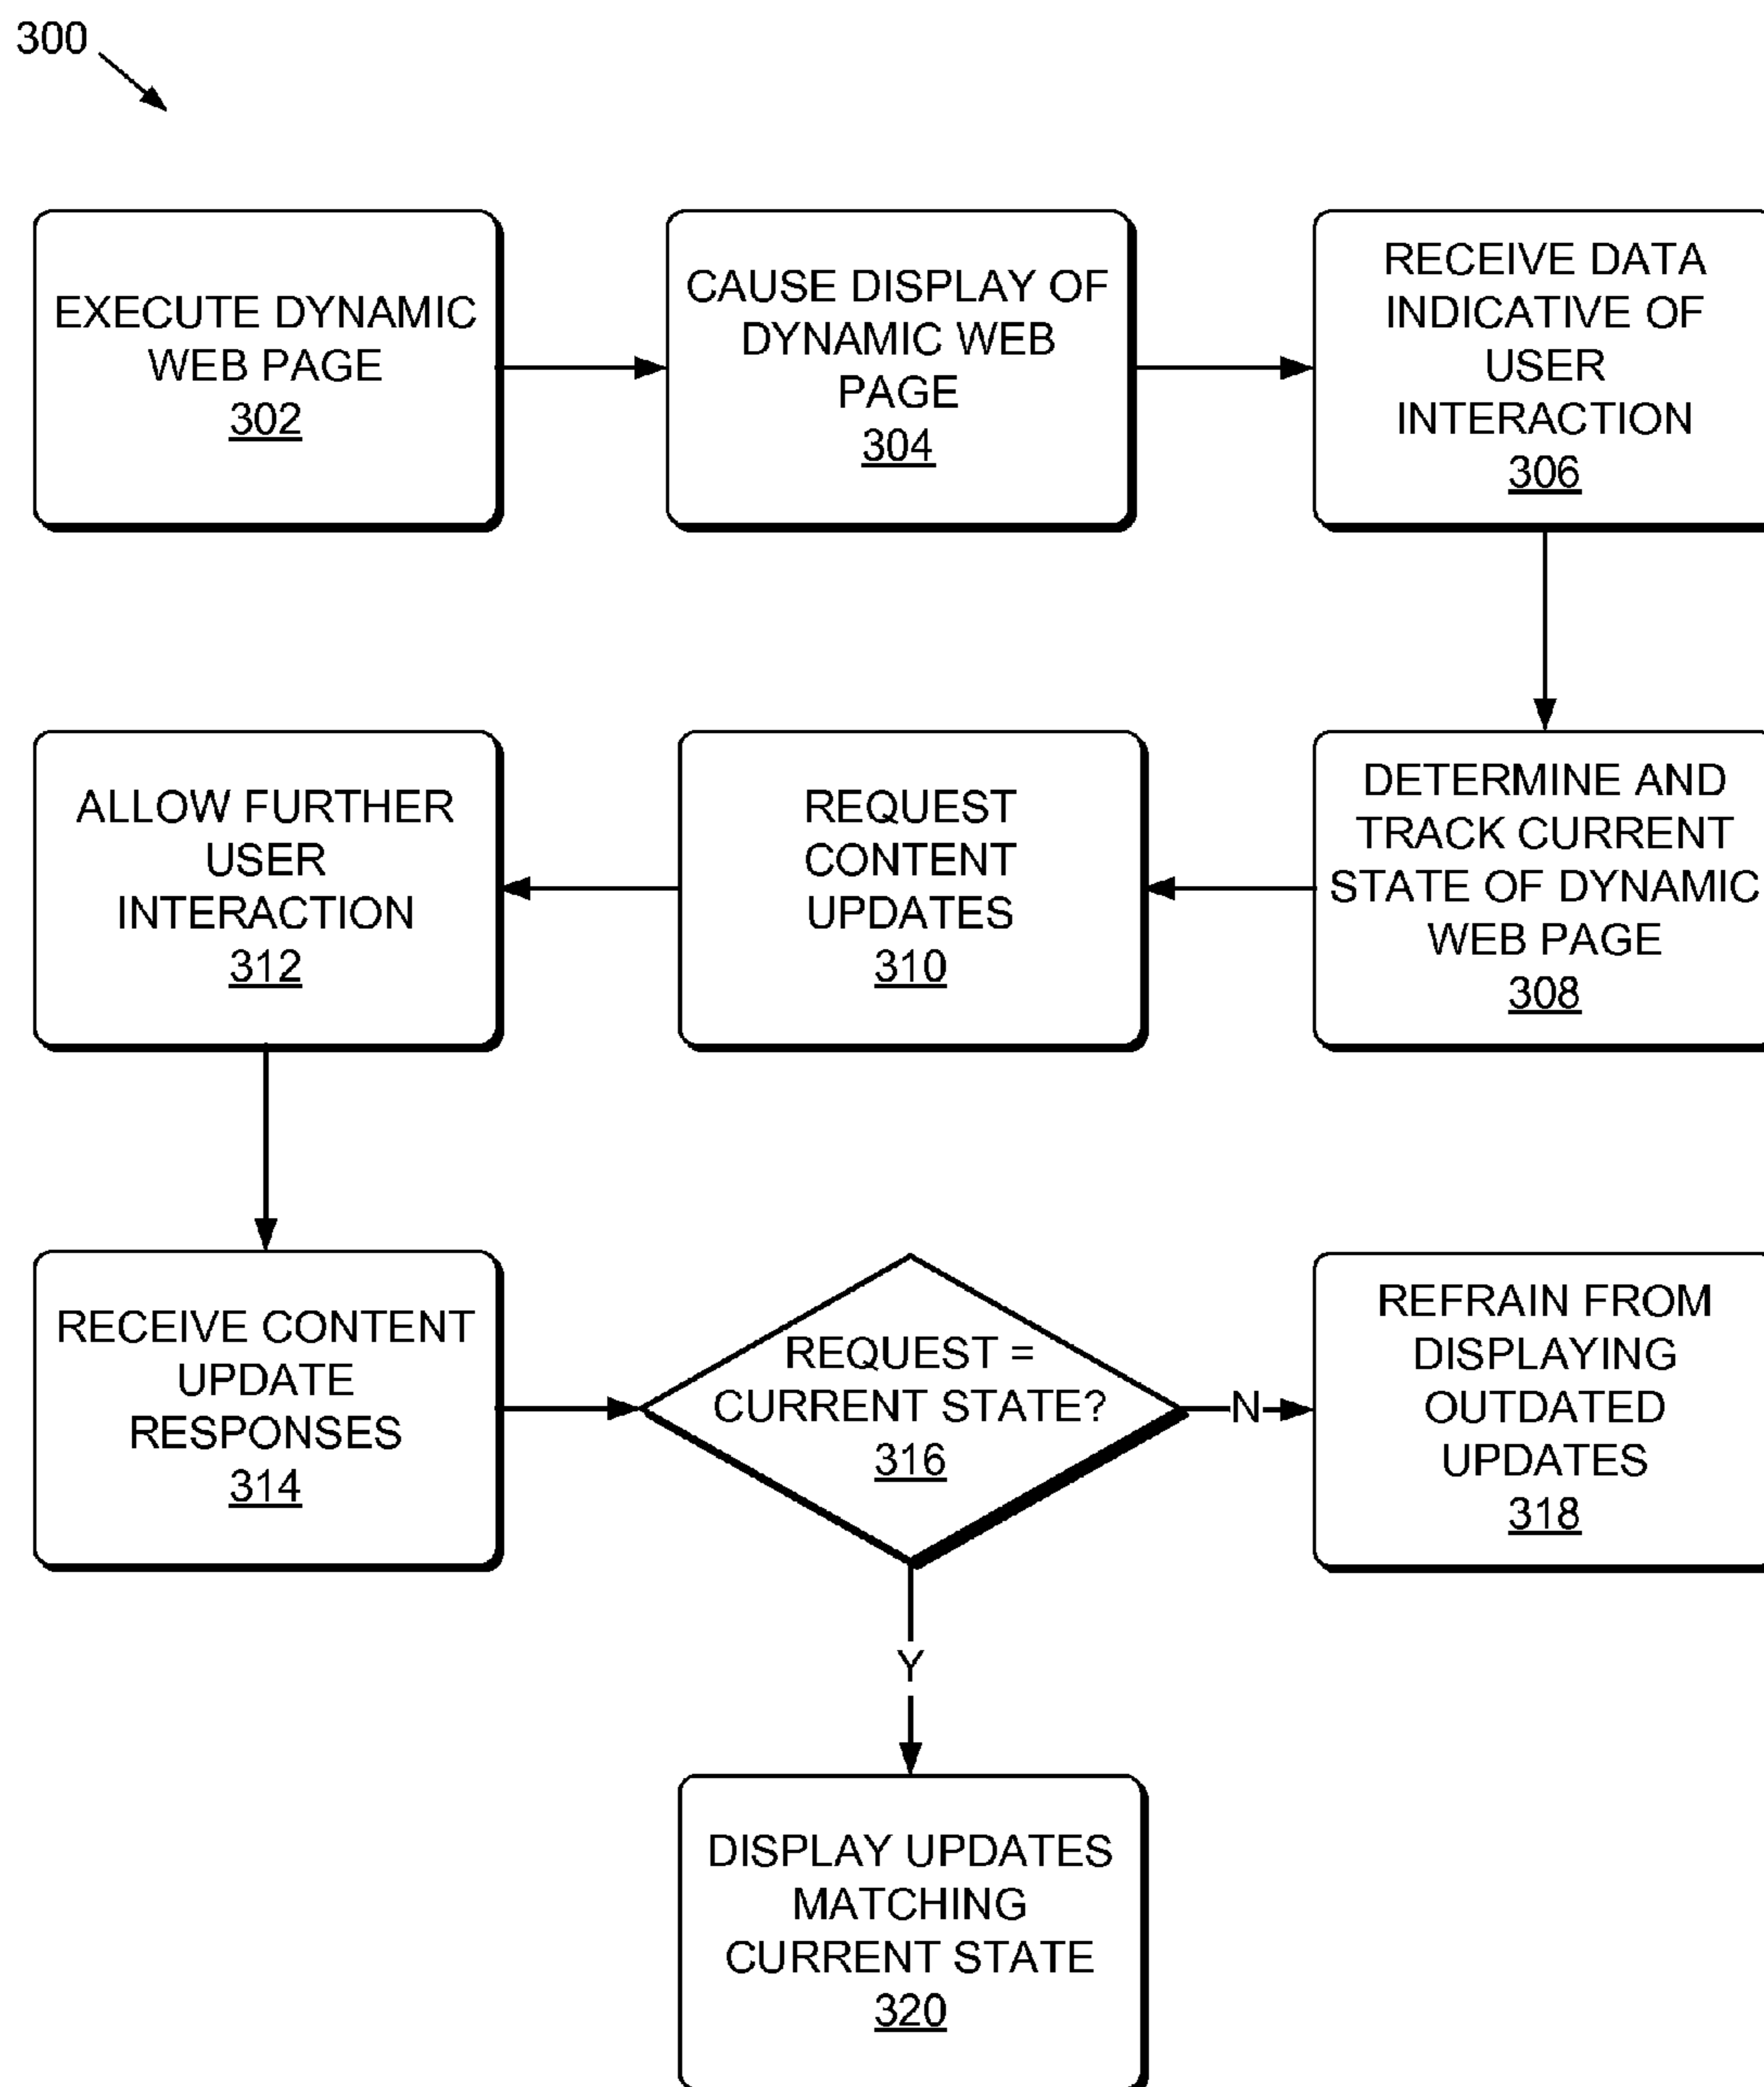 300
EXECUTE DYNAMIC
WEB PAGE
302
CAUSE DISPLAY OF
DYNAMIC WEB
PAGE
304
RECEIVE DATA
INDICATIVE OF
USER
INTERACTION
306
DETERMINE AND
TRACK CURRENT
STATE OF DYNAMIC
WEB PAGE
308
REQUEST
CONTENT
UPDATES
310
ALLOW FURTHER
USER
INTERACTION
312
RECEIVE CONTENT
UPDATE
RESPONSES
314
REQUEST =
CURRENT STATE?
316
N
REFRAIN FROM
DISPLAYING
OUTDATED
UPDATES
318
Y
DISPLAY UPDATES
MATCHING
CURRENT STATE
320